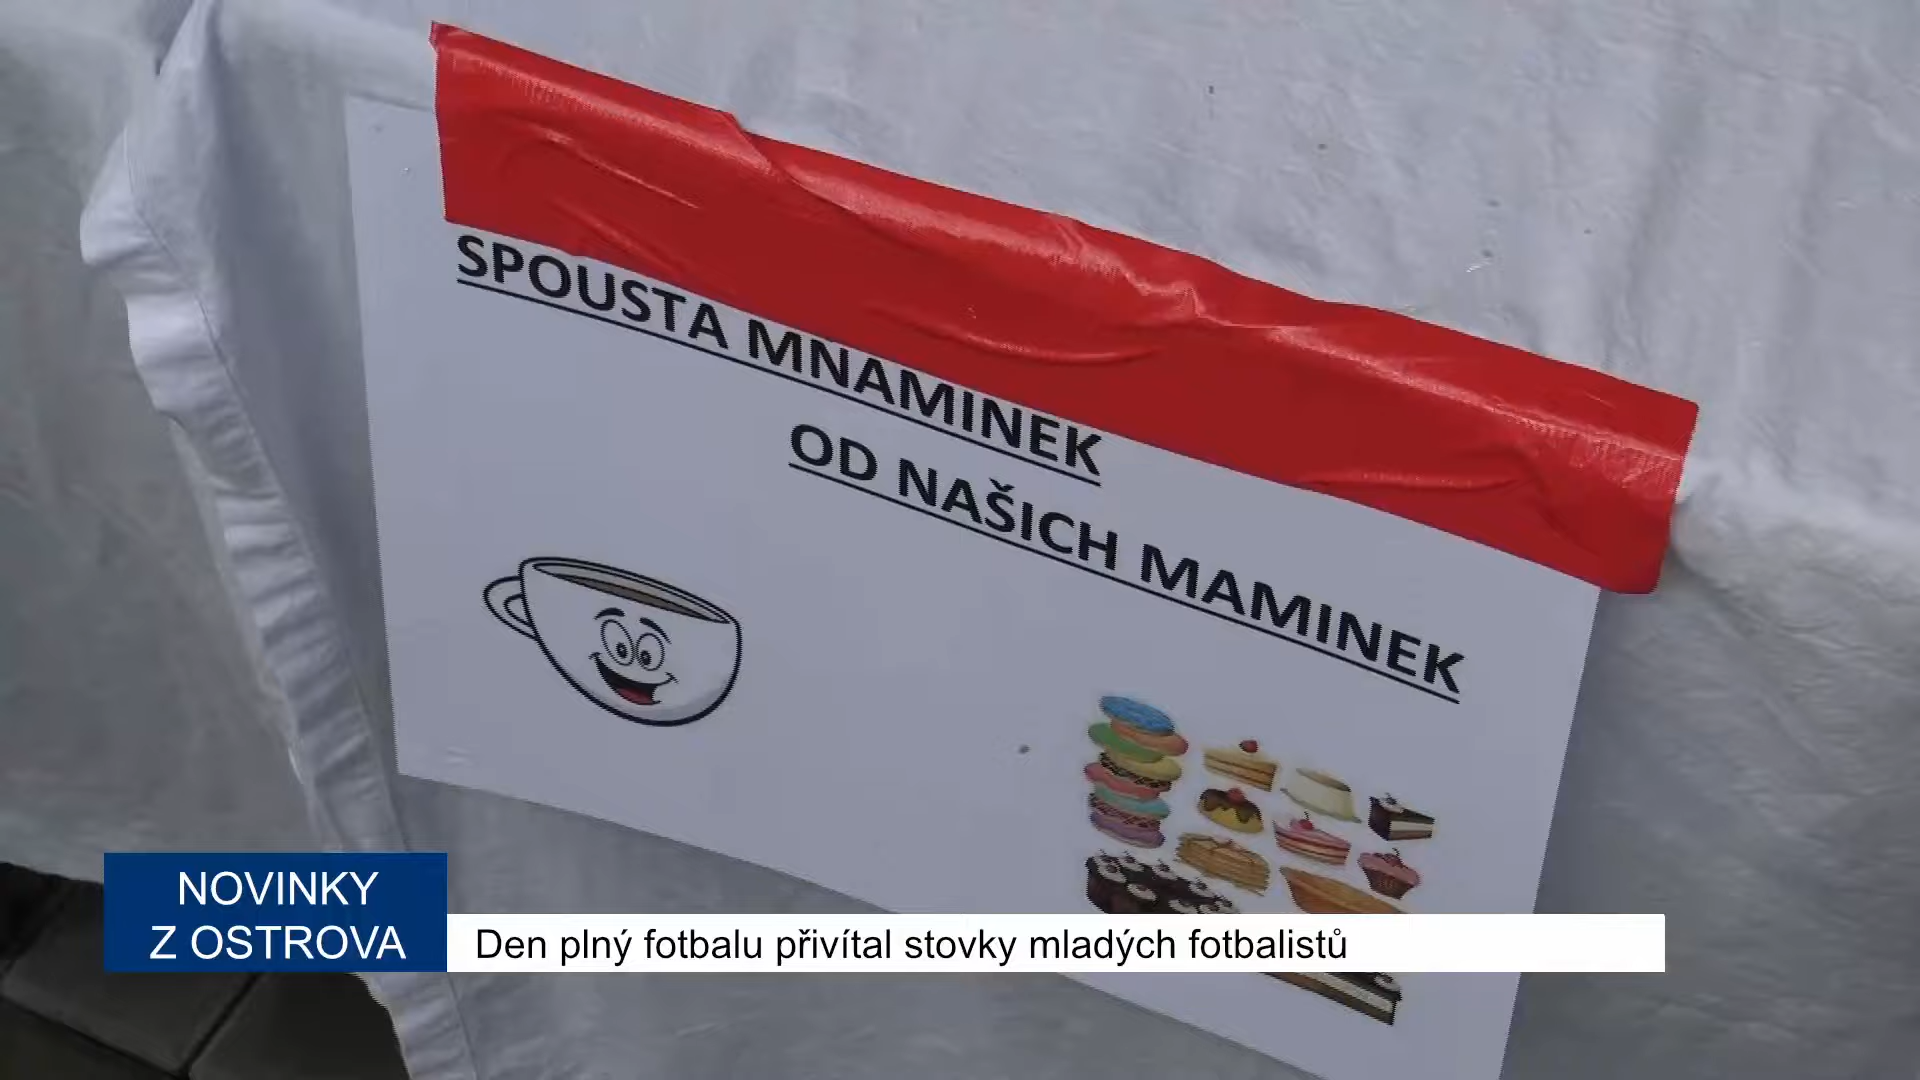 SPOUSTA MNAMINEK
OD NAŠICH MAMINEK
NOVINKY
Z OSTROVA
Den plný fotbalu přivítal stovky mladých fotbalistů